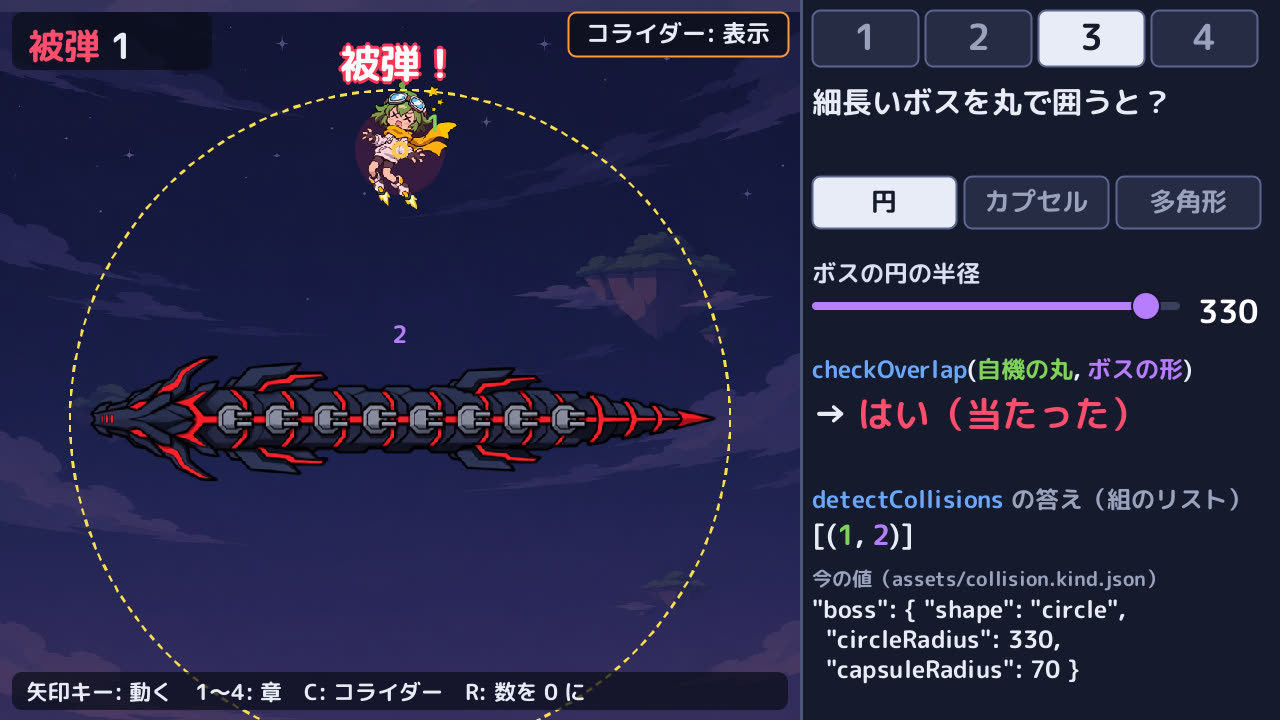 被弾 1
コライダー: 表示
被弾！
1
2
矢印キー: 動く 1〜4: 章 C: コライダー R: 数を 0 に
1 2 3 4
細長いボスを丸で囲うと？
円 カプセル 多角形
ボスの円の半径
330
checkOverlap(自機の丸, ボスの形)
→ はい（当たった）
detectCollisions の答え（組のリスト）
[(1, 2)]
今の値（assets/collision.kind.json）
"boss": { "shape": "circle",
"circleRadius": 330,
"capsuleRadius": 70 }